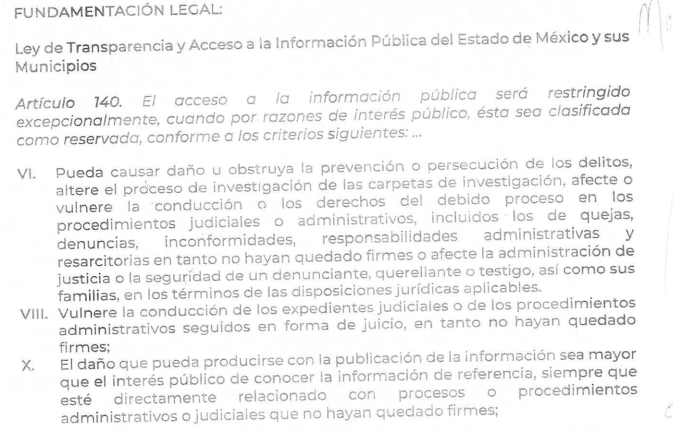 FUNDAMENTACIÓN LEGAL:
Ley de Transparencia y Acceso a la Información Pública del Estado de México y sus
Municipios
Artículo 140. El acceso a la información pública será restringido
excepcionalmente, cuando por razones de interés público, ésta sea clasificada
como reservada, conforme a los criterios siguientes: ...
VI. Pueda causar daño u obstruya la prevención o persecución de los delitos,
altere el proceso de investigación de las carpetas de investigación, afecte o
vulnere la conducción o los derechos del debido proceso en los
procedimientos judiciales o administrativos, incluidos los de quejas,
denuncias, inconformidades, responsabilidades administrativas y
resarcitorias en tanto no hayan quedado firmes o afecte la administración de
justicia o la seguridad de un denunciante, querellante o testigo, así como sus
familias, en los términos de las disposiciones jurídicas aplicables.
VIII. Vulnere la conducción de los expedientes judiciales o de los procedimientos
administrativos seguidos en forma de juicio, en tanto no hayan quedado
firmes;
X. El daño que pueda producirse con la publicación de la información sea mayor
que el interés público de conocer la información de referencia, siempre que
esté directamente relacionado con procesos o procedimientos
administrativos o judiciales que no hayan quedado firmes;